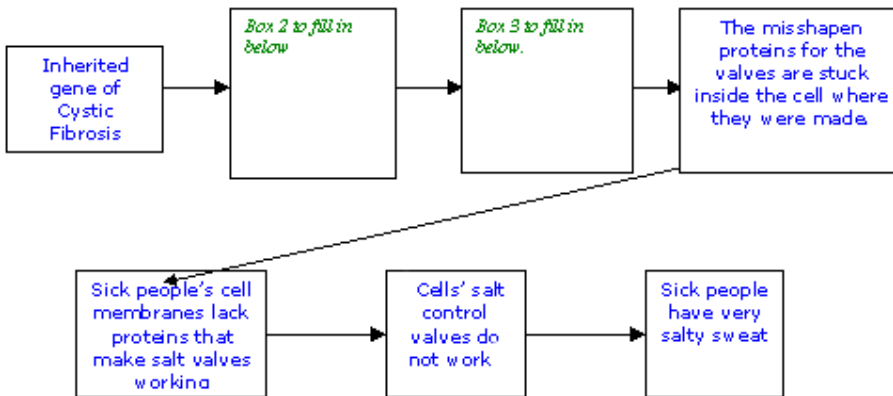 Inherited
gene of
Cystic
Fibrosis
Box 2 to fill in
below
Box 3 to fill in
below.
The misshapen
proteins for the
valves are stuck
inside the cell where
they were made.
Sick people's cell
membranes lack
proteins that
make salt valves
working
Cells' salt
control
valves do
not work
Sick people
have very
salty sweat